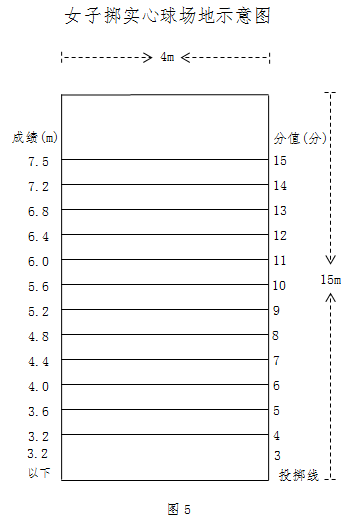 女子掷实心球场地示意图
4m
成绩(m) 分值(分)
7.5 15
7.2 14
6.8 13
6.4 12
6.0 11
5.6 10
15m
5.2 9
4.8 8
4.4 7
4.0 6
3.6 5
3.2 4
3.2 3
以下 投掷线
图5